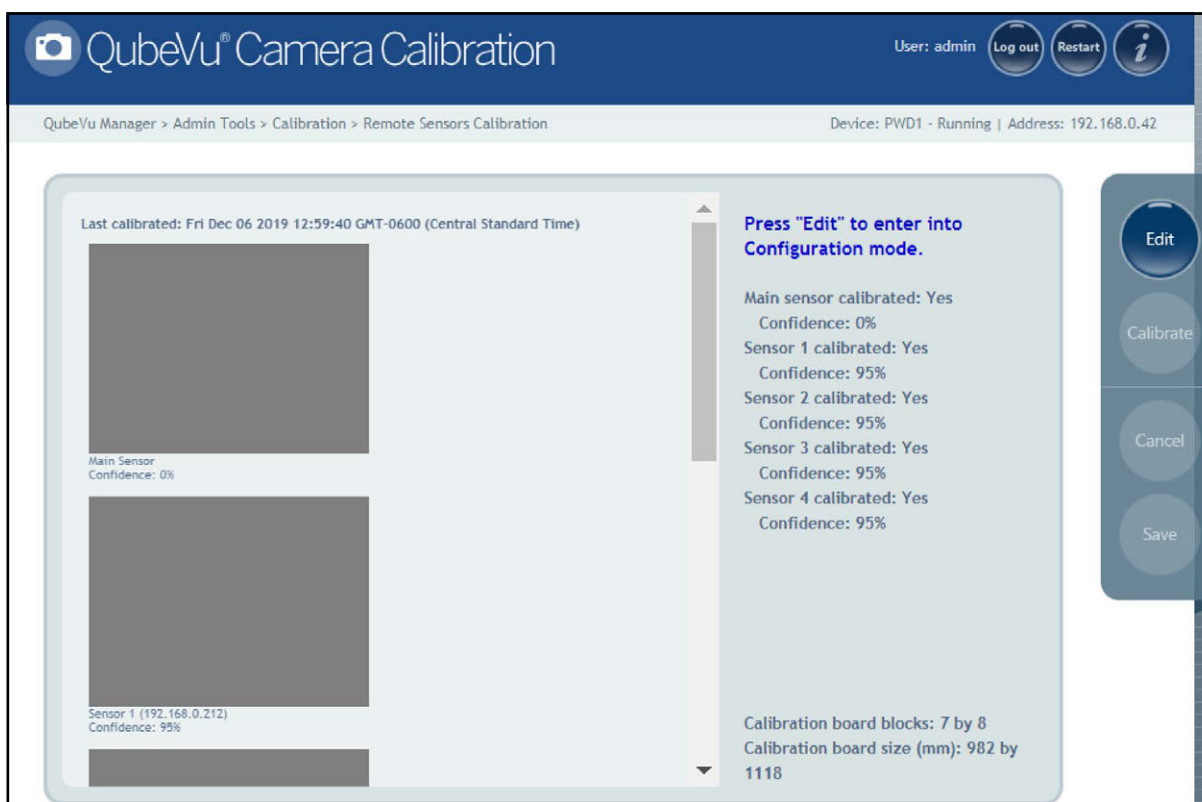 QubeVu® Camera Calibration
User: admin
Log out
Restart
i
QubeVu Manager > Admin Tools > Calibration > Remote Sensors Calibration
Device: PWD1 - Running | Address: 192.168.0.42
Last calibrated: Fri Dec 06 2019 12:59:40 GMT-0600 (Central Standard Time)
Main Sensor
Confidence: 0%
Sensor 1 (192.168.0.212)
Confidence: 95%
Press "Edit" to enter into
Configuration mode.
Main sensor calibrated: Yes
Confidence: 0%
Sensor 1 calibrated: Yes
Confidence: 95%
Sensor 2 calibrated: Yes
Confidence: 95%
Sensor 3 calibrated: Yes
Confidence: 95%
Sensor 4 calibrated: Yes
Confidence: 95%
Calibration board blocks: 7 by 8
Calibration board size (mm): 982 by
1118
Edit
Calibrate
Cancel
Save